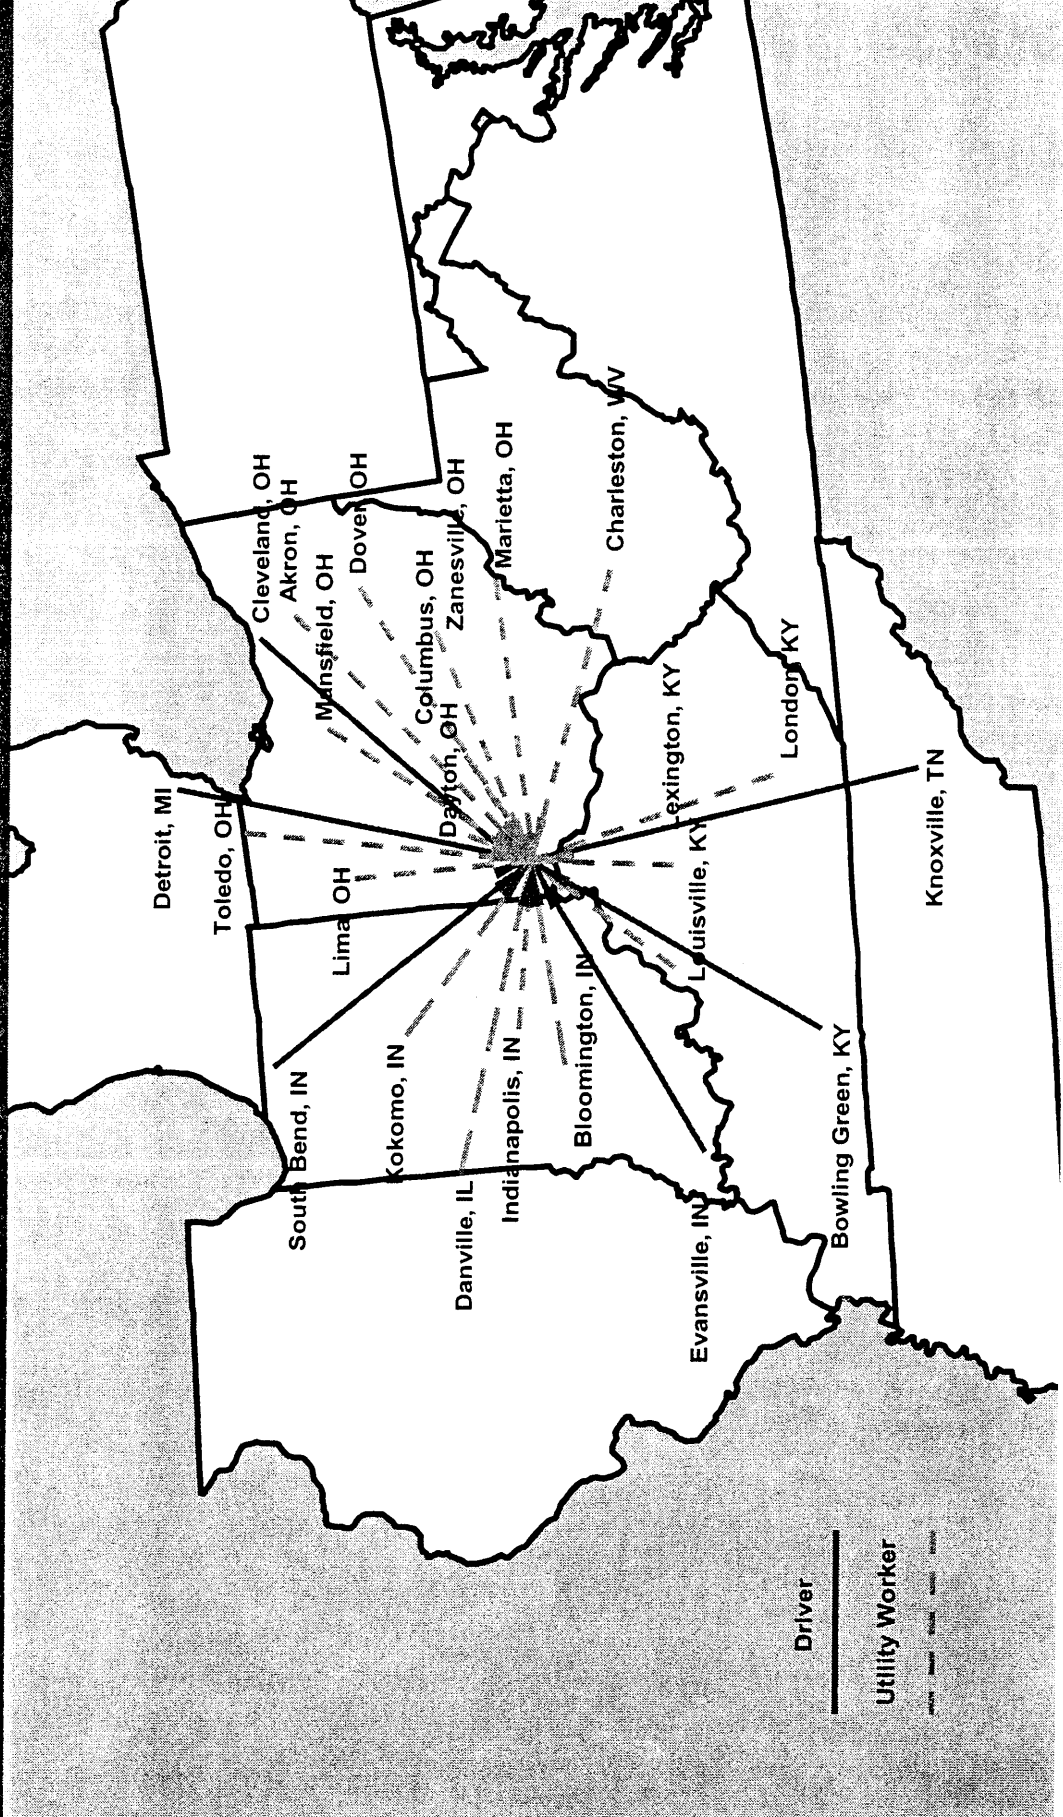 Detroit, MI
Toledo, OH
Cleveland, OH
Akron, OH
South Bend, IN
Mansfield, OH
Lima, OH
Dover, OH
Kokomo, IN
Columbus, OH
Dayton, OH
Zanesville, OH
Danville, IL
Marietta, OH
Indianapolis, IN
Bloomington, IN
Charleston, WV
Lexington, KY
Louisville, KY
Evansville, IN
London, KY
Bowling Green, KY
Knoxville, TN
Driver
Utility Worker